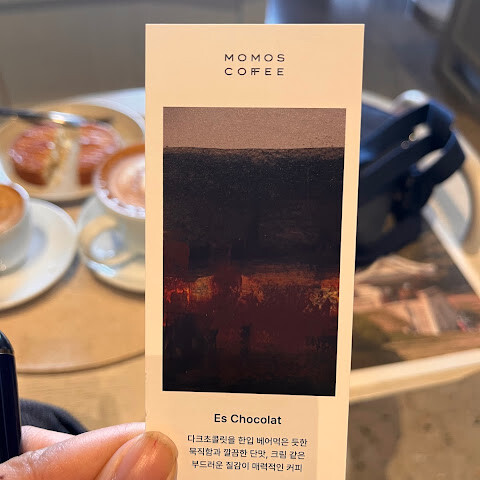 MOMOS
COFFEE
Es Chocolat
다크초콜릿을 한입 베어먹은 듯한
묵직함과 깔끔한 단맛, 크림 같은
부드러운 질감이 매력적인 커피